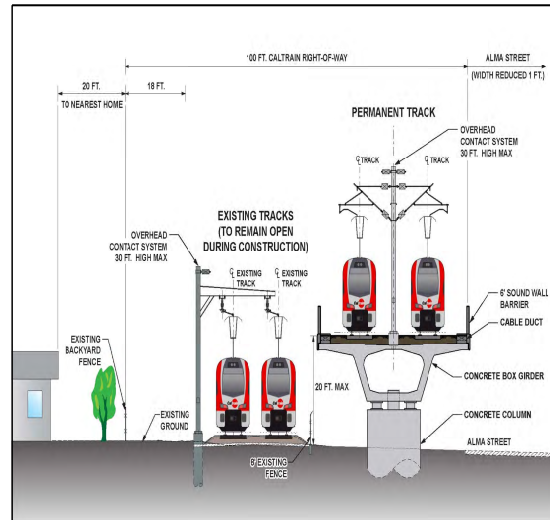 00 FT. CALTRAIN RIGHT-OF-WAY
ALMA STREET
(WIDTH REDUCED 1 FT.)
20 FT.
TO NEAREST HOME
18 FT.
PERMANENT TRACK
OVERHEAD
CONTACT SYSTEM
30 FT. HIGH MAX
℄ TRACK
℄ TRACK
EXISTING TRACKS
(TO REMAIN OPEN
DURING CONSTRUCTION)
OVERHEAD
CONTACT SYSTEM
30 FT. HIGH MAX
℄ EXISTING
TRACK
℄ EXISTING
TRACK
6' SOUND WALL
BARRIER
CABLE DUCT
EXISTING
BACKYARD
FENCE
20 FT. MAX
CONCRETE BOX GIRDER
EXISTING
GROUND
CONCRETE COLUMN
8' EXISTING
FENCE
ALMA STREET